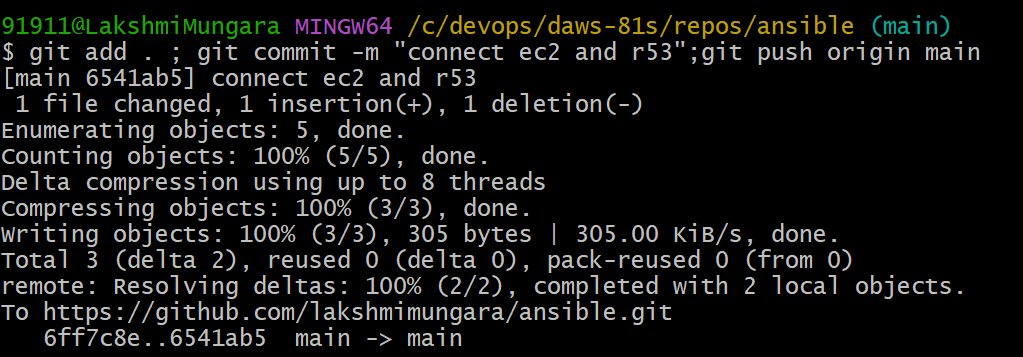 91911@LakshmiMungara MINGW64 /c/devops/daws-81s/repos/ansible (main)
$ git add . ; git commit -m "connect ec2 and r53";git push origin main
[main 6541ab5] connect ec2 and r53
 1 file changed, 1 insertion(+), 1 deletion(-)
Enumerating objects: 5, done.
Counting objects: 100% (5/5), done.
Delta compression using up to 8 threads
Compressing objects: 100% (3/3), done.
Writing objects: 100% (3/3), 305 bytes | 305.00 KiB/s, done.
Total 3 (delta 2), reused 0 (delta 0), pack-reused 0 (from 0)
remote: Resolving deltas: 100% (2/2), completed with 2 local objects.
To https://github.com/lakshmimungara/ansible.git
   6ff7c8e..6541ab5  main -> main